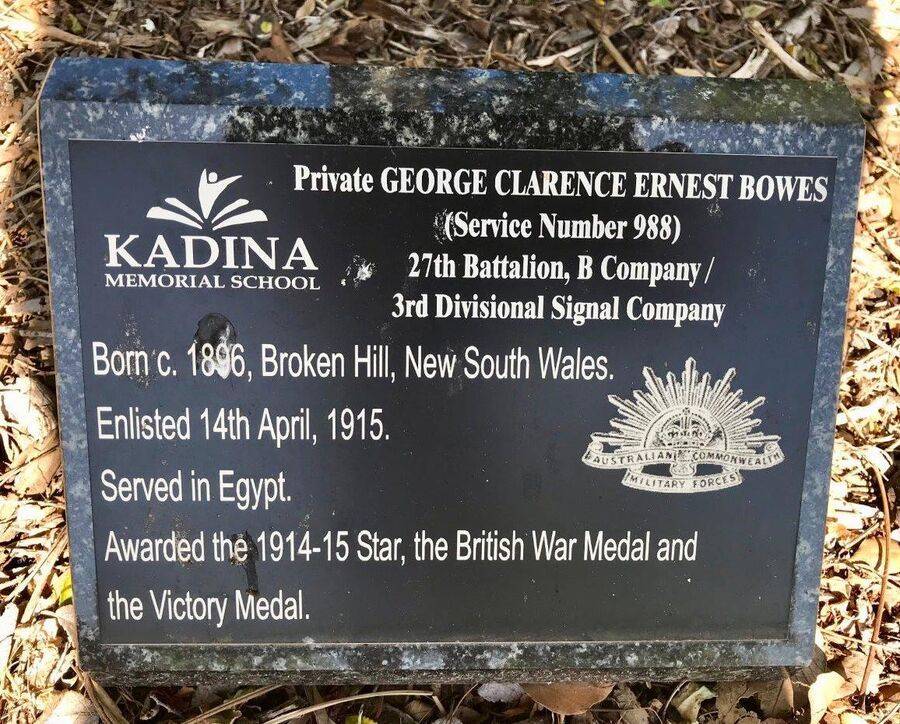 KADINA
MEMORIAL SCHOOL
Private GEORGE CLARENCE ERNEST BOWES
(Service Number 988)
27th Battalion, B Company /
3rd Divisional Signal Company
Born c. 1896, Broken Hill, New South Wales.
Enlisted 14th April, 1915.
Served in Egypt.
Awarded the 1914-15 Star, the British War Medal and
the Victory Medal.
AUSTRALIAN COMMONWEALTH
MILITARY FORCES